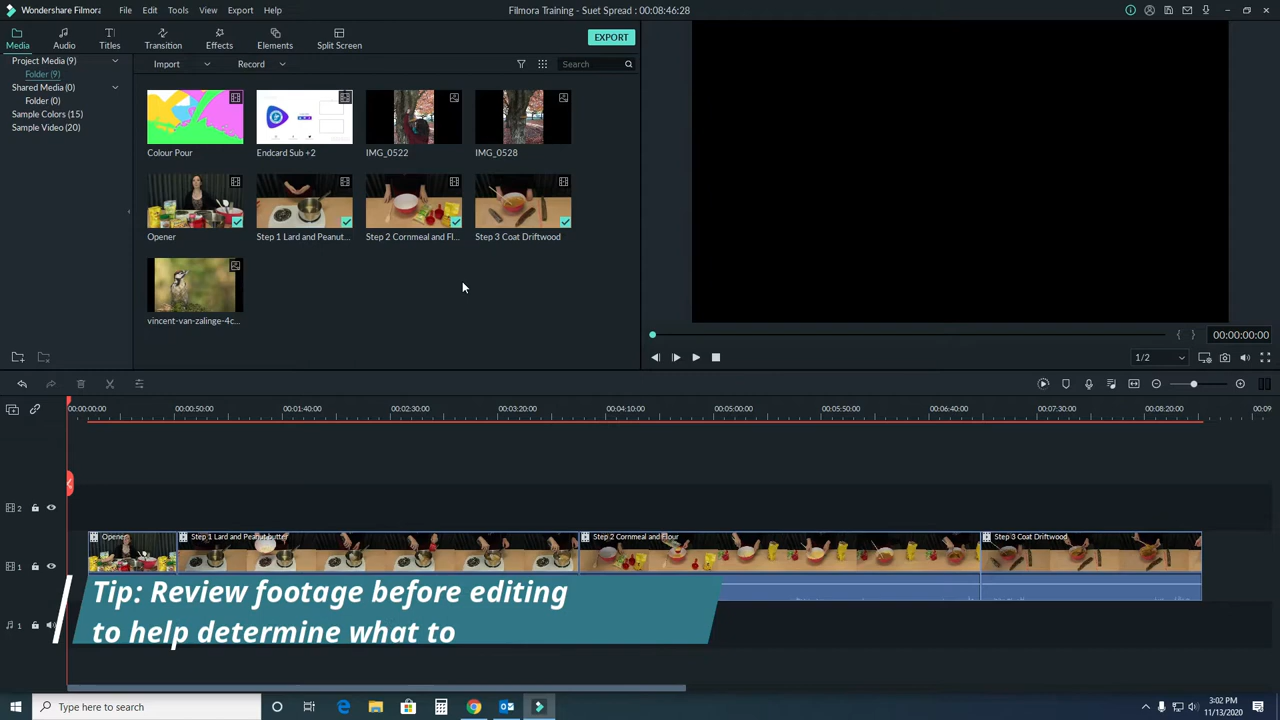 Wondershare Filmora File Edit Tools View Export Help Filmora Training - Suet Spread : 00:08:46:28
Media Audio Titles Transition Effects Elements Split Screen EXPORT
Project Media (9)
Folder (9)
Shared Media (0)
Folder (0)
Sample Colors (15)
Sample Video (20)
Import Record Search
Colour Pour Endcard Sub +2 IMG_0522 IMG_0528
Opener Step 1 Lard and Peanut... Step 2 Cornmeal and Fl... Step 3 Coat Driftwood
vincent-van-zalinge-4c...
00:00:00:00
1/2
00:00:00:00 00:00:50:00 00:01:40:00 00:02:30:00 00:03:20:00 00:04:10:00 00:05:00:00 00:05:50:00 00:06:40:00 00:07:30:00 00:08:20:00 00:09
2
Opener Step 1 Lard and Peanut butter Step 2 Cornmeal and Flour Step 3 Coat Driftwood
1
Tip: Review footage before editing
to help determine what to
1
Type here to search
3:02 PM
11/13/2020